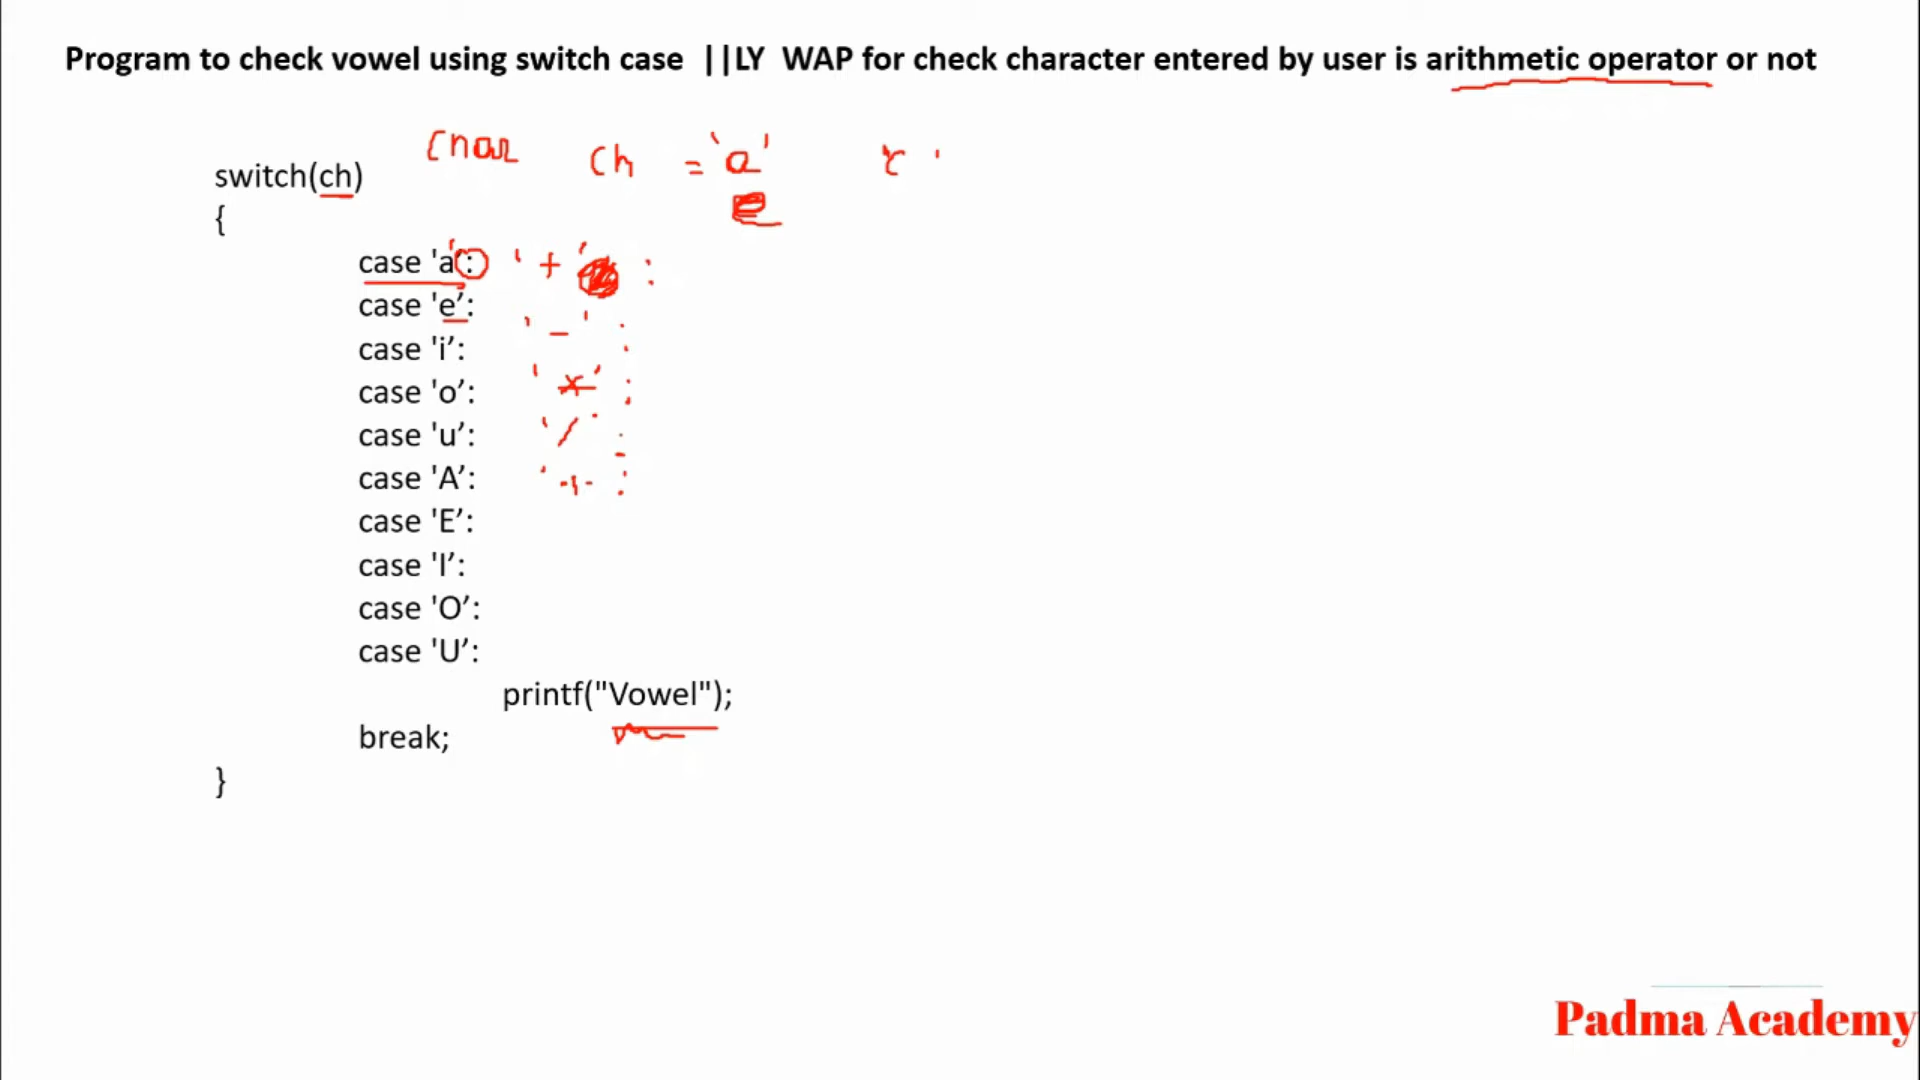 Program to check vowel using switch case ||LY WAP for check character entered by user is arithmetic operator or not
char ch = 'a'
switch(ch)
e
{
case 'a': '+' :
case 'e’: '-' :
case 'i’: '*' :
case 'o’: '/' :
case 'u’:
case 'A’:
case 'E’:
case 'I’:
case 'O’:
case 'U’:
printf("Vowel");
break;
}
Padma Academy